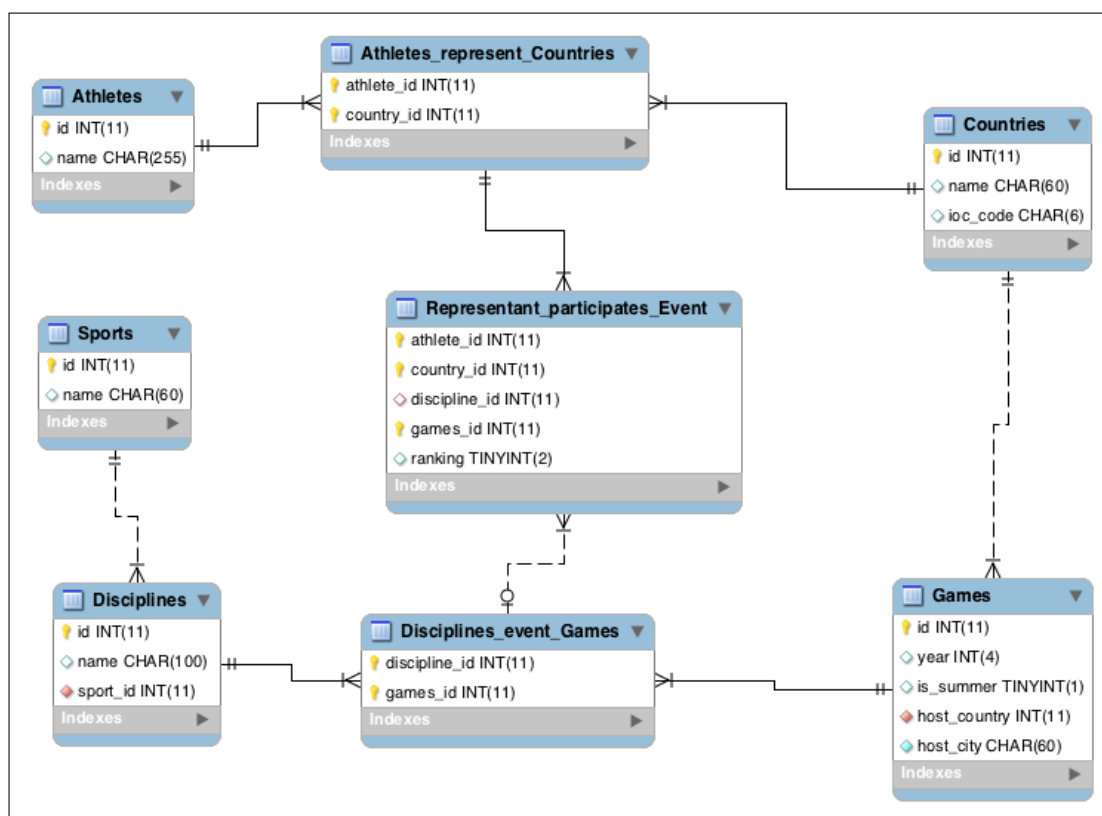 Athletes_represent_Countries
athlete_id INT(11)
country_id INT(11)
Indexes
Athletes
id INT(11)
name CHAR(255)
Indexes
Countries
id INT(11)
name CHAR(60)
ioc_code CHAR(6)
Indexes
Representant_participates_Event
athlete_id INT(11)
country_id INT(11)
discipline_id INT(11)
games_id INT(11)
ranking TINYINT(2)
Indexes
Sports
id INT(11)
name CHAR(60)
Indexes
Disciplines
id INT(11)
name CHAR(100)
sport_id INT(11)
Indexes
Disciplines_event_Games
discipline_id INT(11)
games_id INT(11)
Indexes
Games
id INT(11)
year INT(4)
is_summer TINYINT(1)
host_country INT(11)
host_city CHAR(60)
Indexes